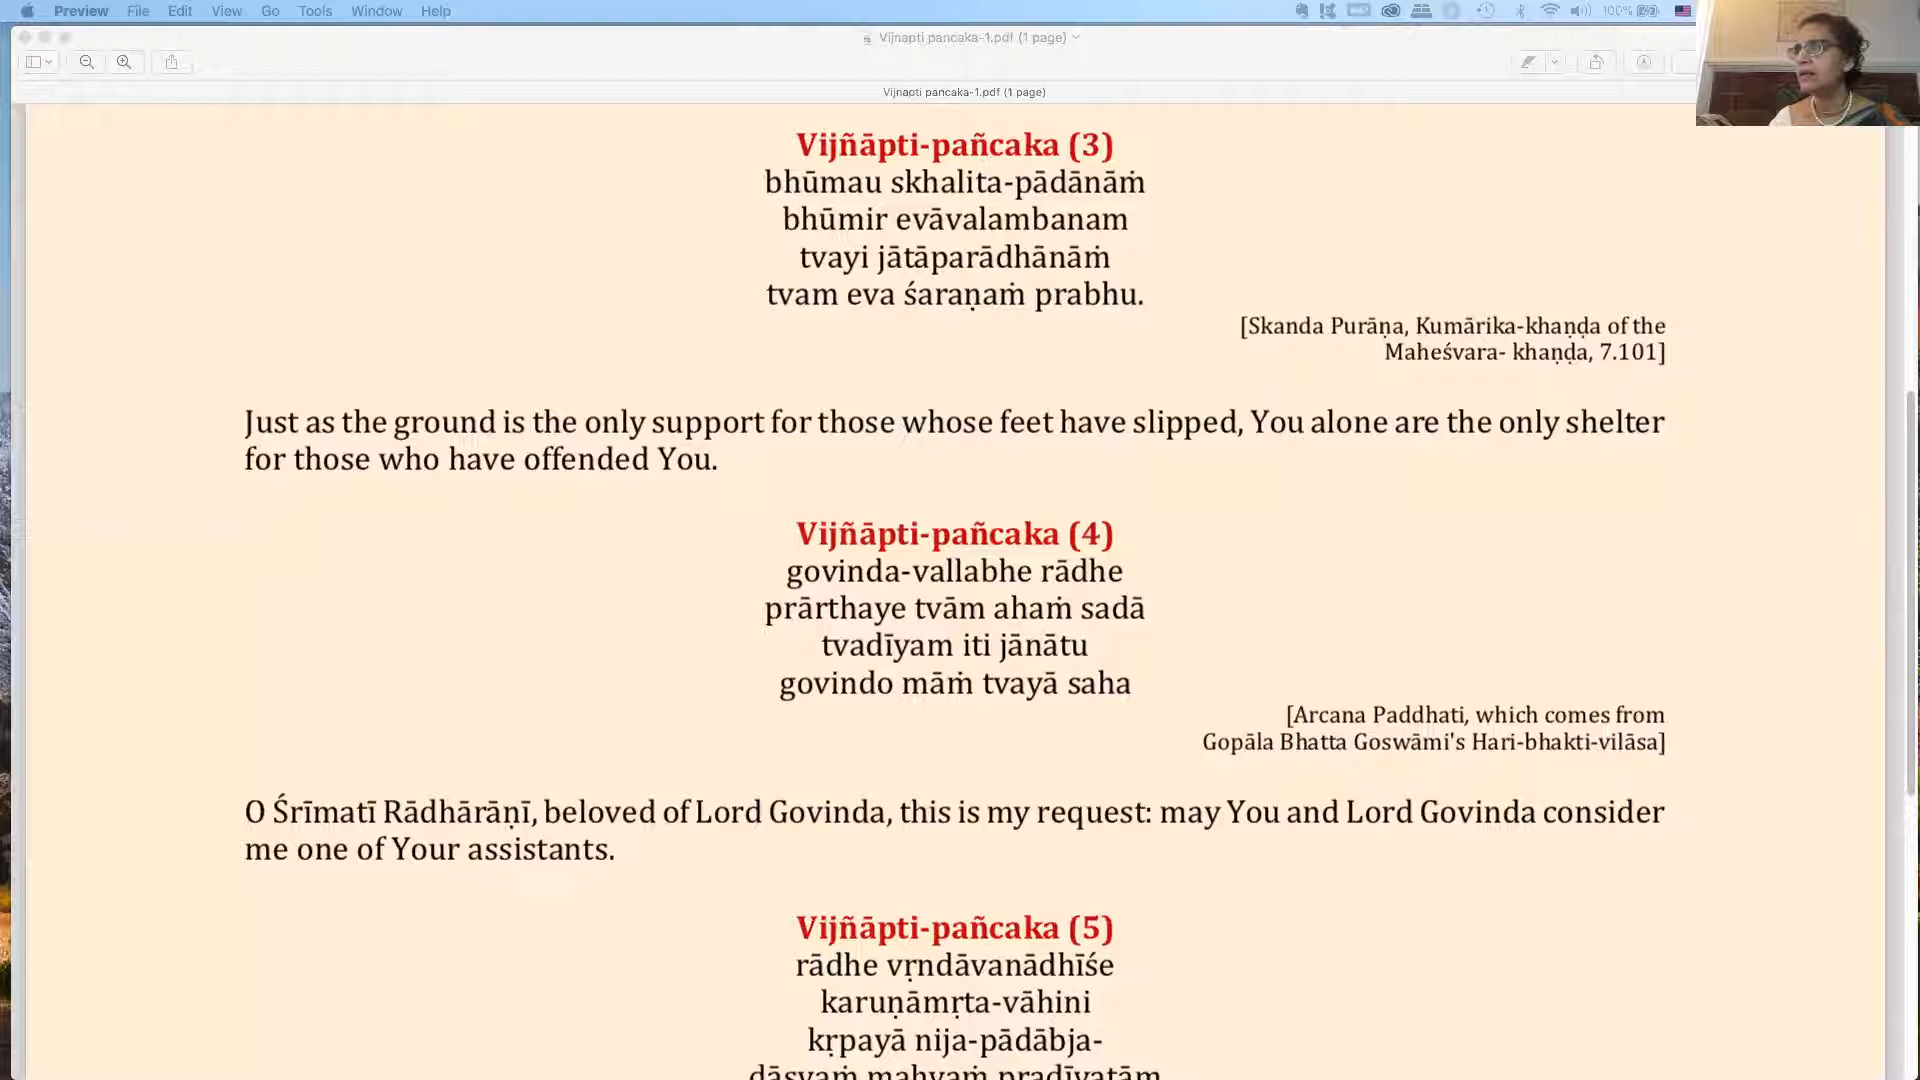 Preview File Edit View Go Tools Window Help 100%
Vijnapti pancaka-1.pdf (1 page)
Vijnapti pancaka-1.pdf (1 page)
Vijñāpti-pañcaka (3)
bhūmau skhalita-pādānāṁ
bhūmir evāvalambanam
tvayi jātāparādhānāṁ
tvam eva śaraṇaṁ prabhu.
[Skanda Purāṇa, Kumārika-khaṇḍa of the
Maheśvara- khaṇḍa, 7.101]
Just as the ground is the only support for those whose feet have slipped, You alone are the only shelter
for those who have offended You.
Vijñāpti-pañcaka (4)
govinda-vallabhe rādhe
prārthaye tvām ahaṁ sadā
tvadīyam iti jānātu
govindo māṁ tvayā saha
[Arcana Paddhati, which comes from
Gopāla Bhatta Goswāmi's Hari-bhakti-vilāsa]
O Śrīmatī Rādhārāṇī, beloved of Lord Govinda, this is my request: may You and Lord Govinda consider
me one of Your assistants.
Vijñāpti-pañcaka (5)
rādhe vṛndāvanādhīśe
karuṇāmṛta-vāhini
kṛpayā nija-pādābja-
dāsyaṁ mahyaṁ pradīyatām